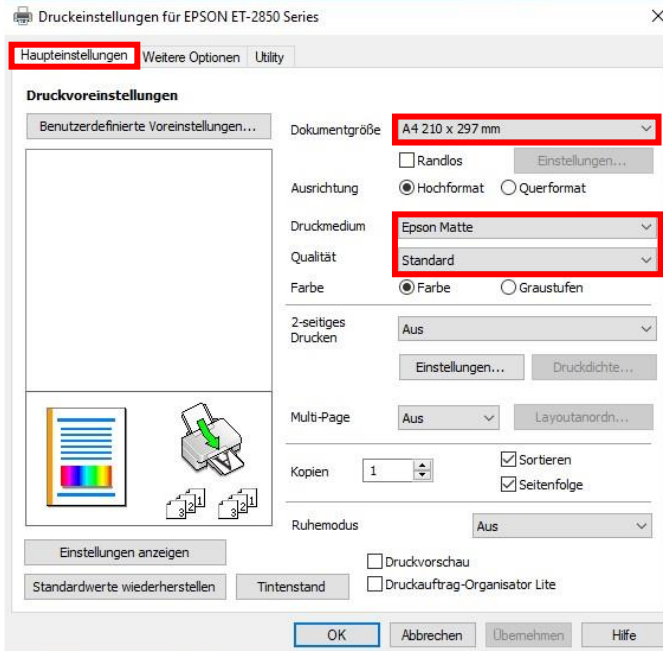 Druckeinstellungen für EPSON ET-2850 Series
Haupteinstellungen Weitere Optionen Utility
Druckvoreinstellungen
Benutzerdefinierte Voreinstellungen...
Dokumentgröße A4 210 x 297 mm
Randlos Einstellungen...
Ausrichtung Hochformat Querformat
Druckmedium Epson Matte
Qualität Standard
Farbe Farbe Graustufen
2-seitiges Drucken Aus
Einstellungen... Druckdichte...
Multi-Page Aus Layoutanordn...
Kopien 1 Sortieren
Seitenfolge
321 321
Ruhemodus Aus
Einstellungen anzeigen Druckvorschau
Standardwerte wiederherstellen Tintenstand Druckauftrag-Organisator Lite
OK Abbrechen Übernehmen Hilfe